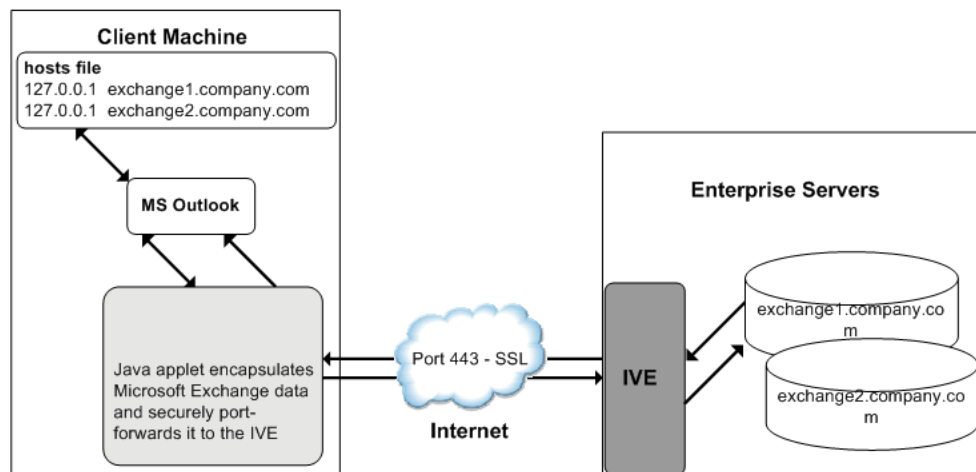 Client Machine
hosts file
127.0.0.1 exchange1.company.com
127.0.0.1 exchange2.company.com
MS Outlook
Java applet encapsulates
Microsoft Exchange data
and securely port-
forwards it to the IVE
Port 443 - SSL
Internet
Enterprise Servers
IVE
exchange1.company.co
m
exchange2.company.co
m